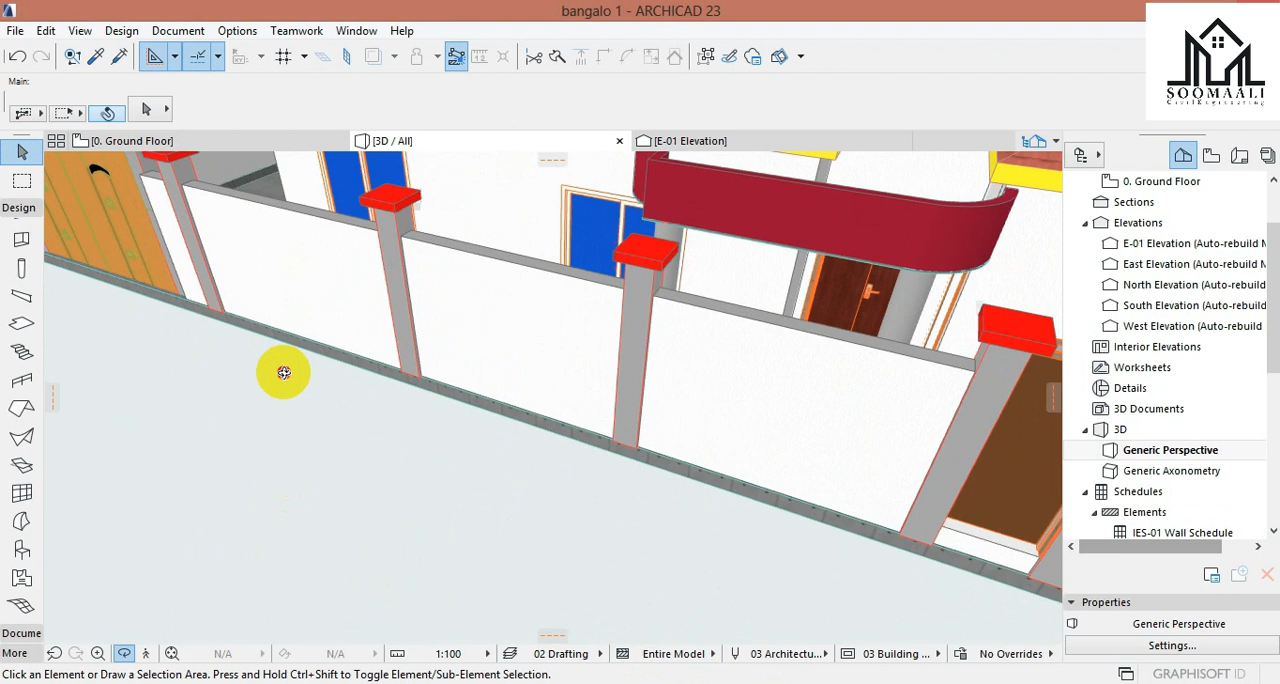 bangalo 1 - ARCHICAD 23
File Edit View Design Document Options Teamwork Window Help
Main:
SOOMAALI
Civil Engineering
[0. Ground Floor]
[3D / All]
[E-01 Elevation]
Design
0. Ground Floor
Sections
Elevations
E-01 Elevation (Auto-rebuild M
East Elevation (Auto-rebuild M
North Elevation (Auto-rebuild
South Elevation (Auto-rebuild
West Elevation (Auto-rebuild
Interior Elevations
Worksheets
Details
3D Documents
3D
Generic Perspective
Generic Axonometry
Schedules
Elements
IES-01 Wall Schedule
Properties
Generic Perspective
Settings...
Docume
More
N/A
N/A
1:100
02 Drafting
Entire Model
03 Architectu...
03 Building ...
No Overrides
Click an Element or Draw a Selection Area. Press and Hold Ctrl+Shift to Toggle Element/Sub-Element Selection.
GRAPHISOFT ID